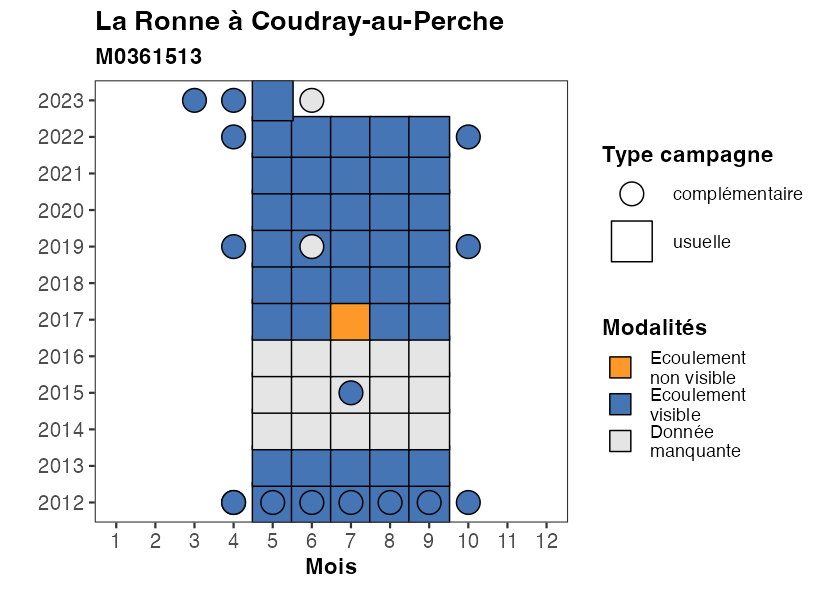 La Ronne à Coudray-au-Perche
M0361513
2023
2022
2021
2020
2019
2018
2017
2016
2015
2014
2013
2012
1 2 3 4 5 6 7 8 9 10 11 12
Mois
Type campagne
complémentaire
usuelle
Modalités
Ecoulement
non visible
Ecoulement
visible
Donnée
manquante